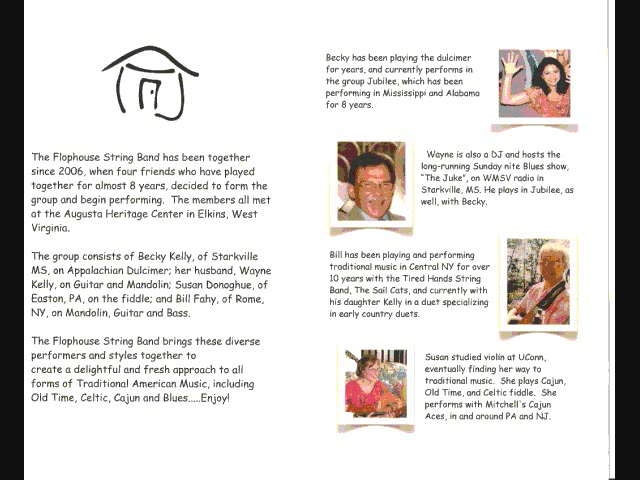 The Flophouse String Band has been together
since 2006, when four friends who have played
together for almost 8 years, decided to form the
group and begin performing. The members all met
at the Augusta Heritage Center in Elkins, West
Virginia.
The group consists of Becky Kelly, of Starkville
MS, on Appalachian Dulcimer; her husband, Wayne
Kelly, on Guitar and Mandolin; Susan Donoghue, of
Easton, PA, on the fiddle; and Bill Fahy, of Rome,
NY, on Mandolin, Guitar and Bass.
The Flophouse String Band brings these diverse
performers and styles together to
create a delightful and fresh approach to all
forms of Traditional American Music, including
Old Time, Celtic, Cajun and Blues.....Enjoy!
Becky has been playing the dulcimer
for years, and currently performs in
the group Jubilee, which has been
performing in Mississippi and Alabama
for 8 years.
Wayne is also a DJ and hosts the
long-running Sunday nite Blues show,
"The Juke", on WMSV radio in
Starkville, MS. He plays in Jubilee, as
well, with Becky.
Bill has been playing and performing
traditional music in Central NY for over
10 years with the Tired Hands String
Band, The Sail Cats, and currently with
his daughter Kelly in a duet specializing
in early country duets.
Susan studied violin at UConn,
eventually finding her way to
traditional music. She plays Cajun,
Old Time, and Celtic fiddle. She
performs with Mitchell's Cajun
Aces, in and around PA and NJ.